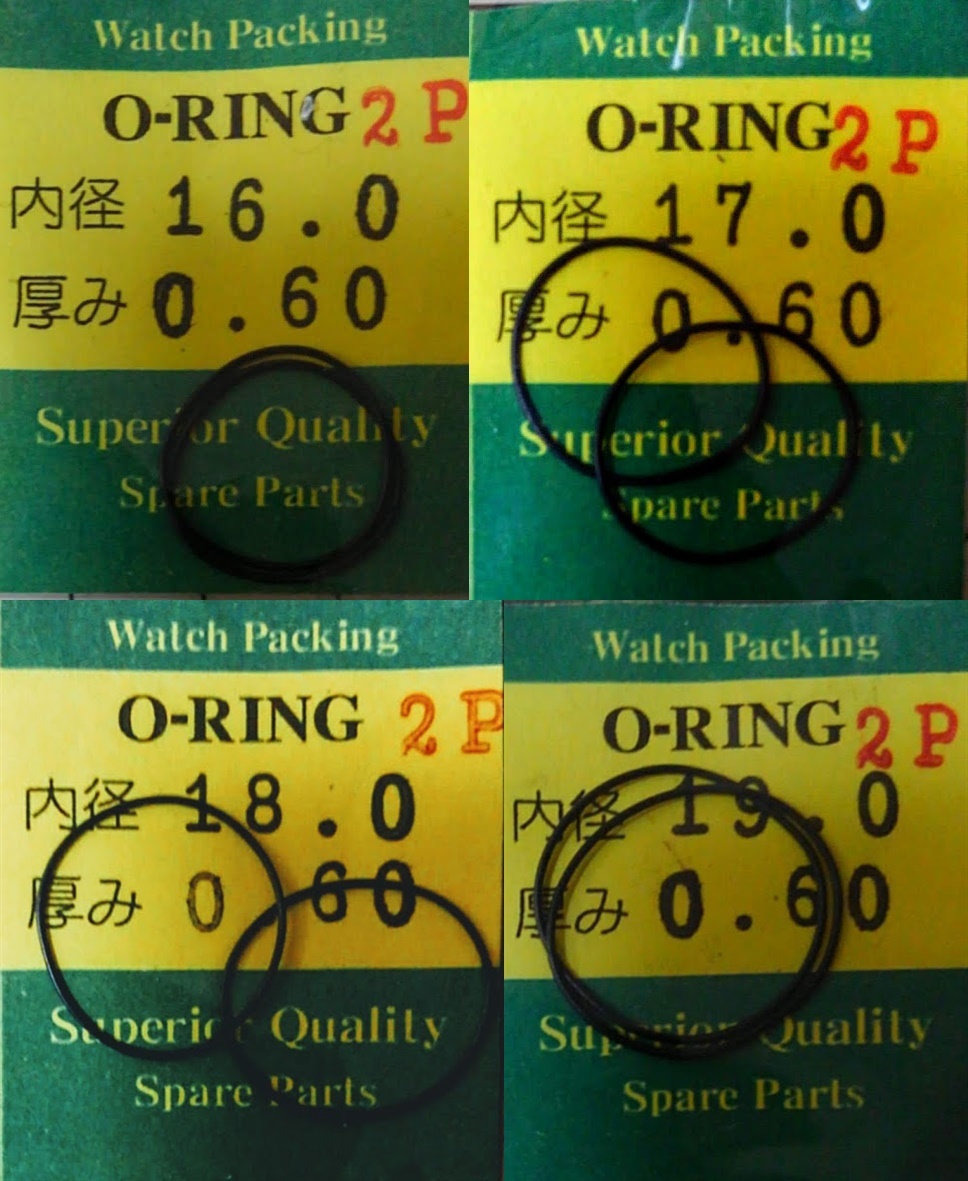 Watch Packing
O-RING 2P
内径 16.0
厚み 0.60
Superior Quality
Spare Parts
Watch Packing
O-RING 2P
内径 17.0
厚み 0.60
Superior Quality
Spare Parts
Watch Packing
O-RING 2P
内径 18.0
厚み 0.60
Superior Quality
Spare Parts
Watch Packing
O-RING 2P
内径 19.0
厚み 0.60
Superior Quality
Spare Parts